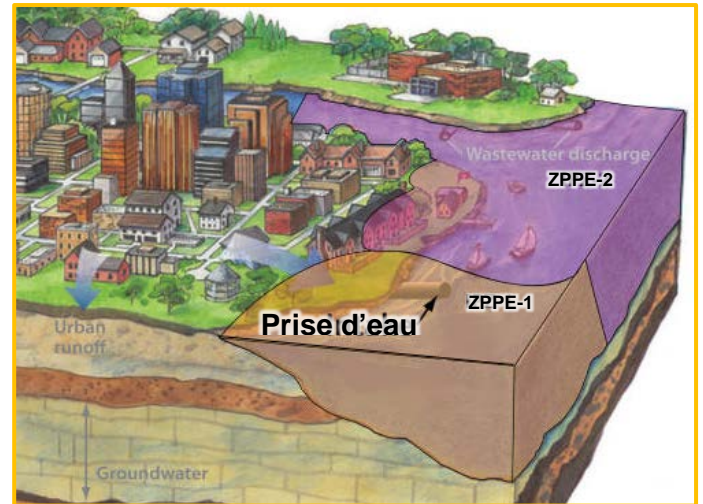 Wastewater discharge
ZPPE-2
ZPPE-1
Prise d'eau
Urban
runoff
Groundwater